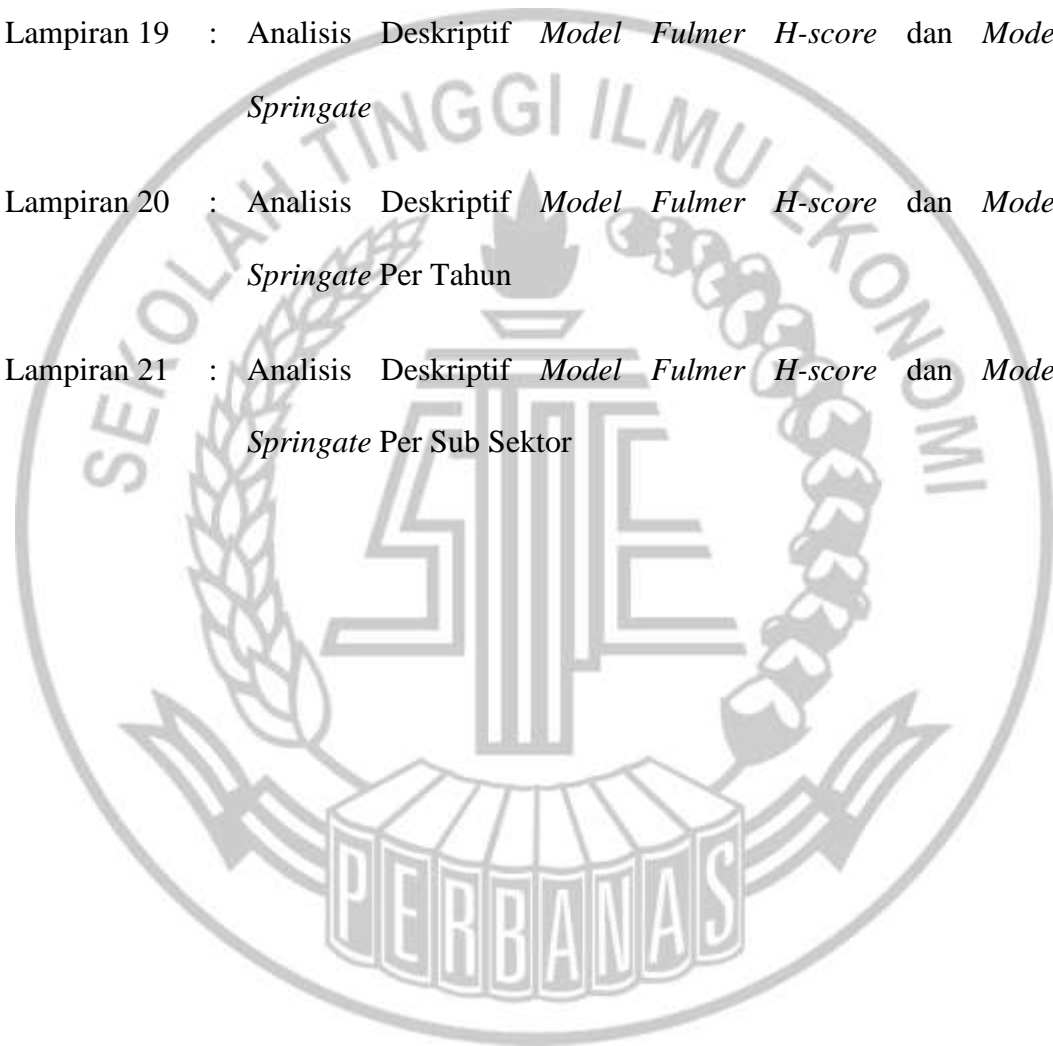 Lampiran 19 : Analisis Deskriptif Model Fulmer H-score dan Mode
Springate
Lampiran 20 : Analisis Deskriptif Model Fulmer H-score dan Mode
Springate Per Tahun
Lampiran 21 : Analisis Deskriptif Model Fulmer H-score dan Mode
Springate Per Sub Sektor
SEKOLAH TINGGI ILMU EKONOMI
STIE
PERBANAS